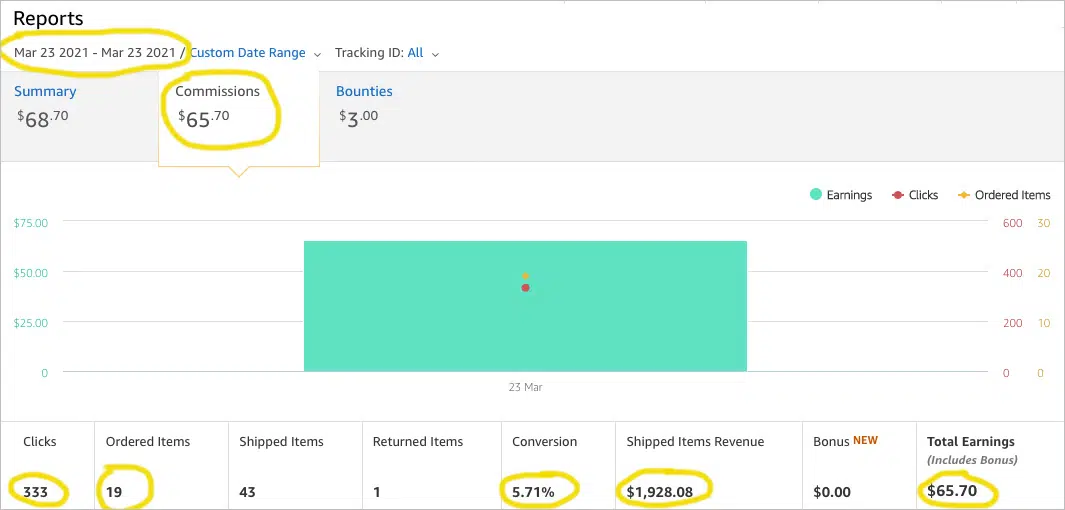 Reports
Mar 23 2021 - Mar 23 2021 / Custom Date Range Tracking ID: All
Summary Commissions Bounties
$68.70 $65.70 $3.00
Earnings Clicks Ordered Items
$75.00 600 30
$50.00 400 20
$25.00 200 10
0 0 0
23 Mar
Clicks Ordered Items Shipped Items Returned Items Conversion Shipped Items Revenue Bonus NEW Total Earnings
(Includes Bonus)
333 19 43 1 5.71% $1,928.08 $0.00 $65.70